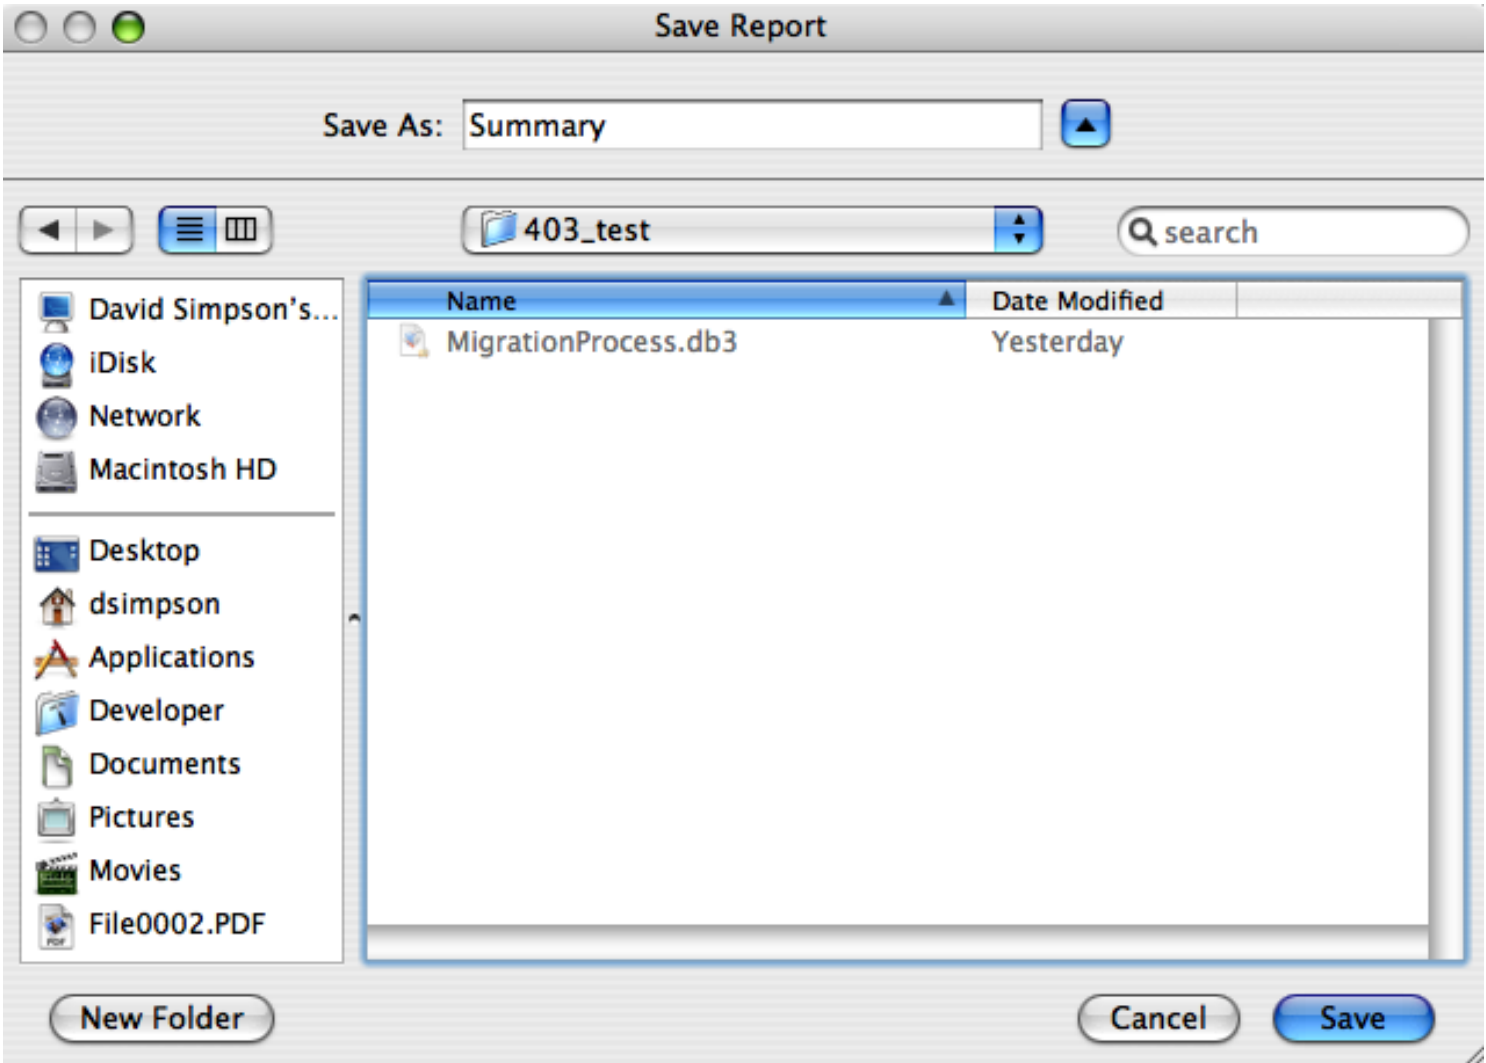 Save Report
Save As: Summary
403_test
search
David Simpson's...
iDisk
Network
Macintosh HD
Desktop
dsimpson
Applications
Developer
Documents
Pictures
Movies
PDF File0002.PDF
Name Date Modified
MigrationProcess.db3 Yesterday
New Folder Cancel Save